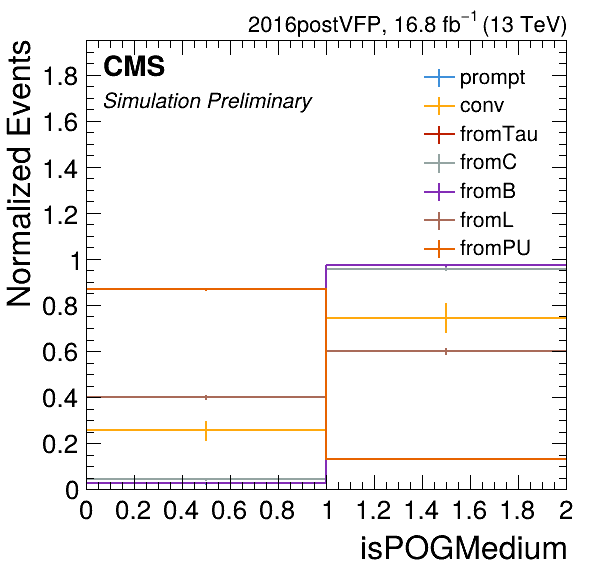 2016postVFP, 16.8 fb⁻¹ (13 TeV)
CMS
Simulation Preliminary
prompt
conv
fromTau
fromC
fromB
fromL
fromPU
Normalized Events
1.8
1.6
1.4
1.2
1
0.8
0.6
0.4
0.2
0
0 0.2 0.4 0.6 0.8 1 1.2 1.4 1.6 1.8 2
isPOGMedium